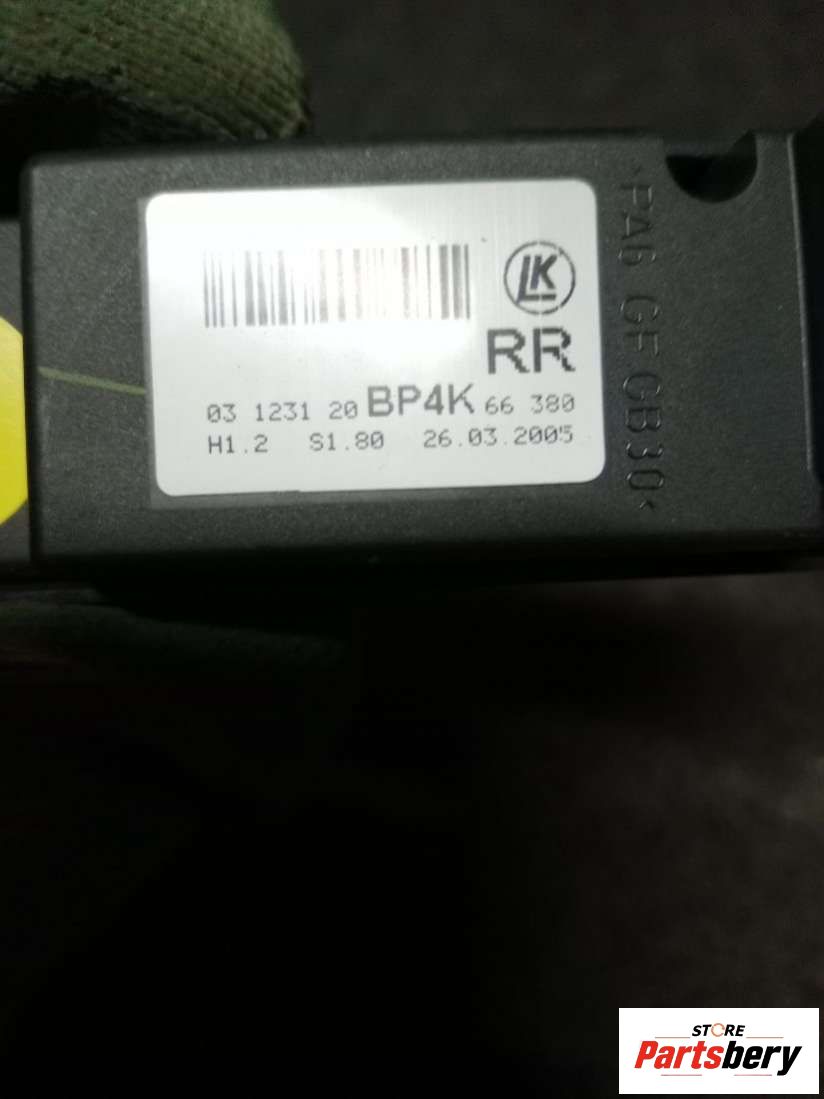 LK
RR
03 1231 20 BP4K 66 380
H1.2 S1.80 26.03.2005
>PA6 GF GB30<
STORE
Partsbery